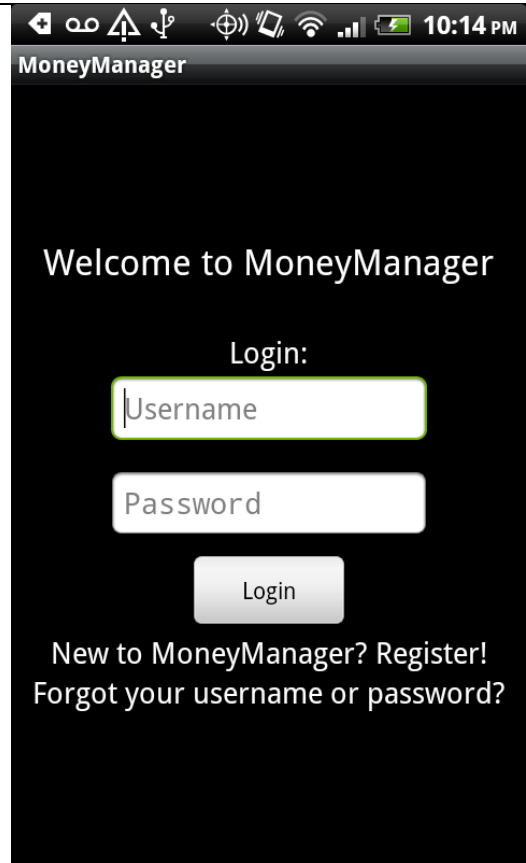 10:14 PM
MoneyManager
Welcome to MoneyManager
Login:
Username
Password
Login
New to MoneyManager? Register!
Forgot your username or password?